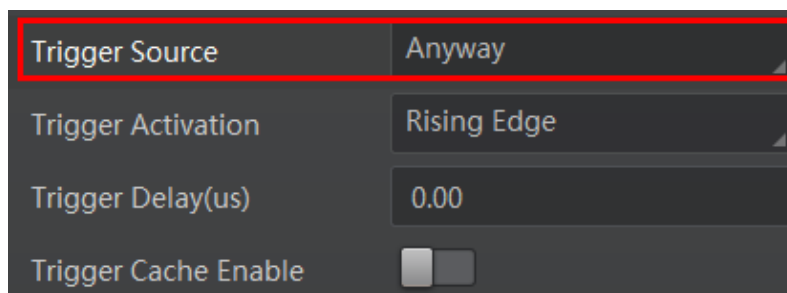 Trigger Source Anyway
Trigger Activation Rising Edge
Trigger Delay(us) 0.00
Trigger Cache Enable